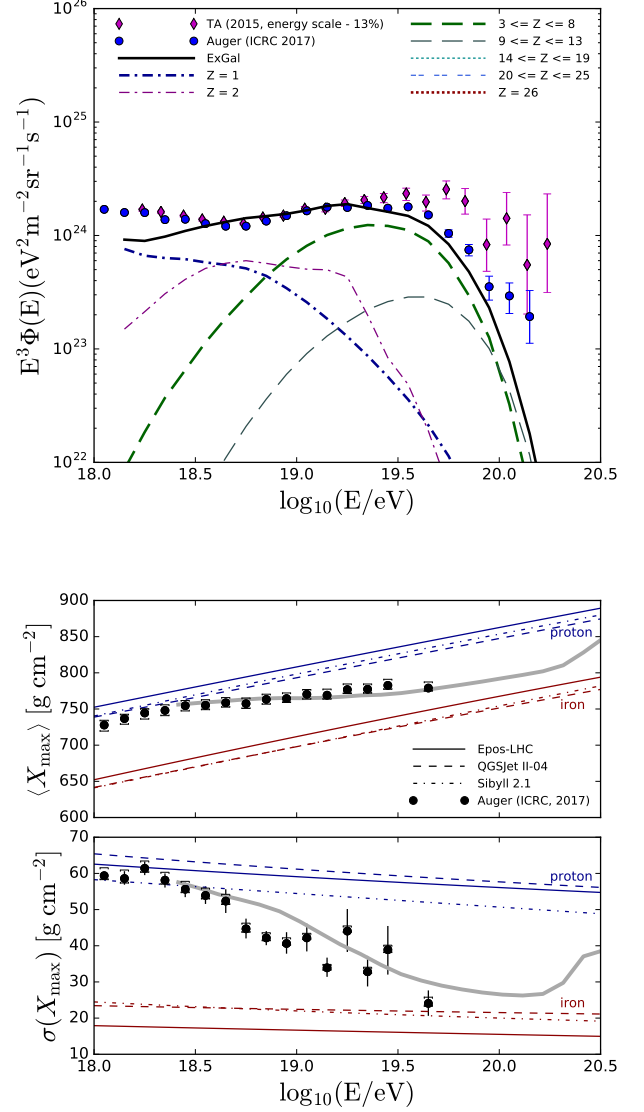 10^26
TA (2015, energy scale - 13%)
Auger (ICRC 2017)
ExGal
Z = 1
Z = 2
3 <= Z <= 8
9 <= Z <= 13
14 <= Z <= 19
20 <= Z <= 25
Z = 26
10^25
10^24
10^23
10^22
E^3Φ(E)(eV^2m^−2sr^−1s^−1)
18.0 18.5 19.0 19.5 20.0 20.5
log_10(E/eV)
900
850
800
750
700
650
600
⟨X_max⟩ [g cm^−2]
proton
iron
Epos-LHC
QGSJet II-04
Sibyll 2.1
Auger (ICRC, 2017)
70
60
50
40
30
20
10
σ(X_max) [g cm^−2]
proton
iron
18.0 18.5 19.0 19.5 20.0 20.5
log_10(E/eV)